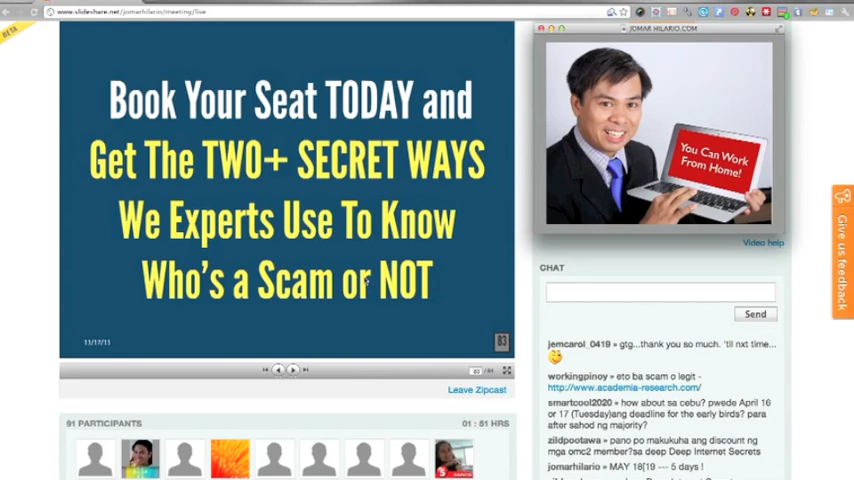 www.slideshare.net/jomarhilario/meeting/live
BETA
Book Your Seat TODAY and
Get The TWO+ SECRET WAYS
We Experts Use To Know
Who's a Scam or NOT
11/17/11
83
JOMAR HILARIO.COM
You Can Work
From Home!
Video help
Give us feedback
CHAT
Send
Leave Zipcast
jemcarol_0419 » gtg...thank you so much. 'til nxt time...
workingpinoy » eto ba scam o legit -
http://www.academia-research.com/
smartcool2020 » how about sa cebu? pwede April 16
or 17 (Tuesday)ang deadline for the early birds? para
after sahod ng majority?
zildpootawa » pano po makukuha ang discount ng
mga omc2 member?sa deep Deep Internet Secrets
jomarhilario » MAY 18[19 --- 5 days !
91 PARTICIPANTS
01 : 51 HRS